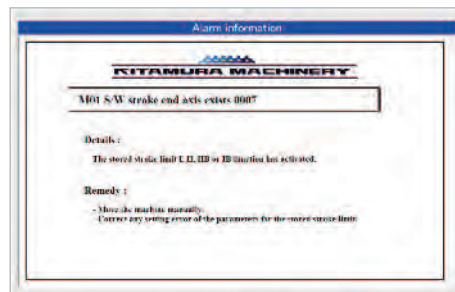 Alarm information
KITAMURA MACHINERY
M01 S/W stroke end axis exists 0007
Details :
The stored stroke limit I, II, IIB or IB function has activated.
Remedy :
- Move the machine manually.
- Correct any setting error of the parameters for the stored stroke limit.